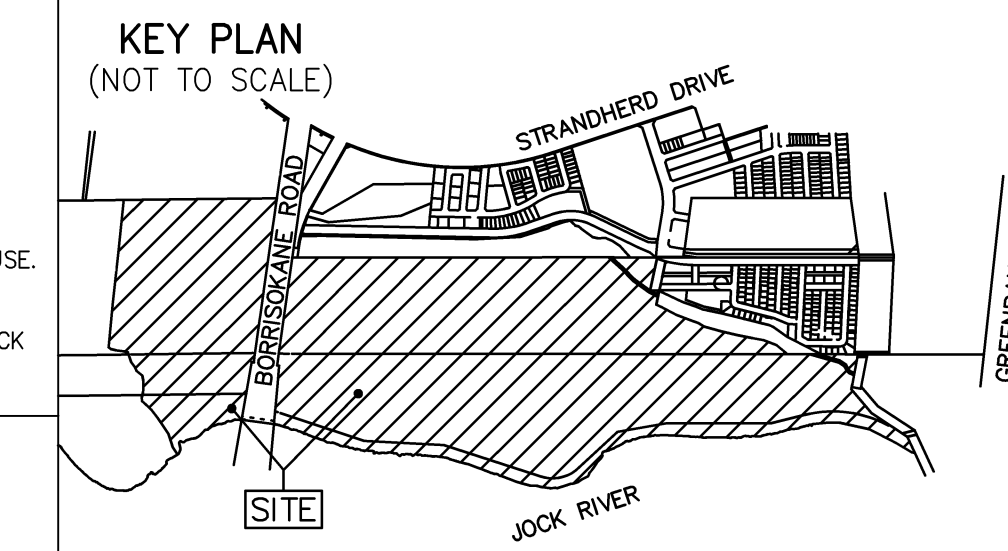 KEY PLAN
(NOT TO SCALE)
STRANDHERD DRIVE
BORRISOKANE ROAD
SITE
JOCK RIVER